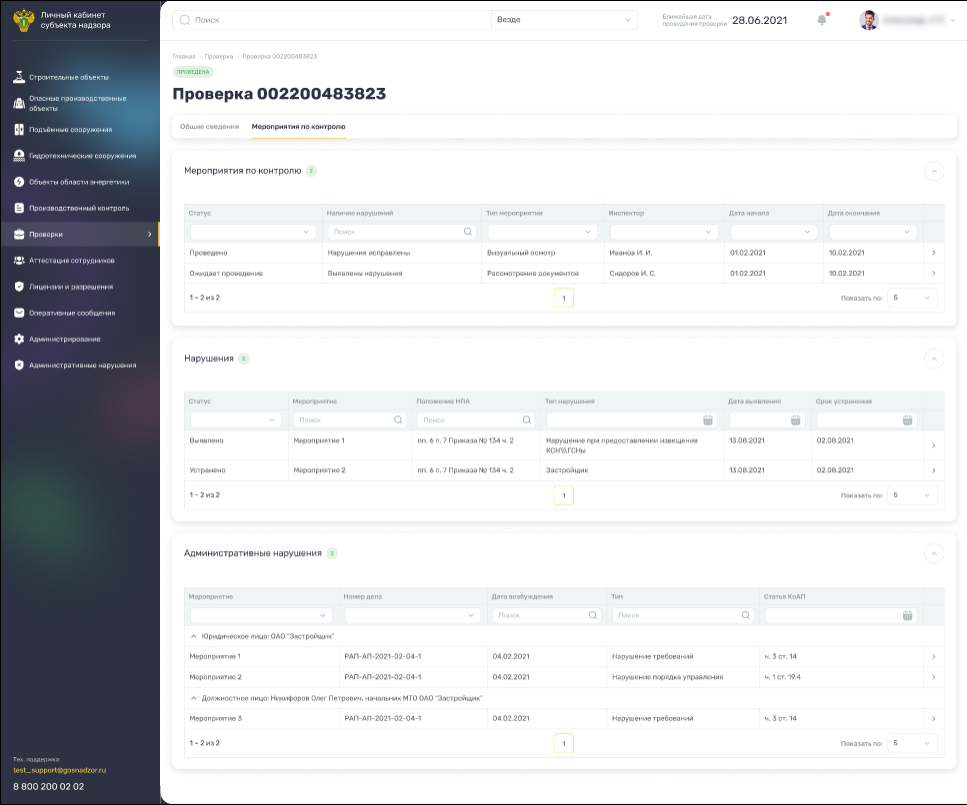 Личный кабинет
субъекта надзора
Строительные объекты
Опасные производственные
объекты
Подъёмные сооружения
Гидротехнические сооружения
Объекты области энергетики
Производственный контроль
Проверки
Аттестация сотрудников
Лицензии и разрешения
Оперативные сообщения
Администрирование
Административные нарушения
Тех. поддержка
test_support@gosnadzor.ru
8 800 200 02 02
Поиск Везде
Ближайшая дата
проведения проверки 28.06.2021
Главная - Проверка - Проверка 002200483823
ПРОВЕДЕНА
Проверка 002200483823
Общие сведения Мероприятия по контролю
Мероприятия по контролю 2
Статус Наличие нарушений Тип мероприятия Инспектор Дата начала Дата окончания
Поиск
Проведено Нарушения исправлены Визуальный осмотр Иванов И. И. 01.02.2021 10.02.2021
Ожидает проведение Выявлены нарушения Рассмотрение документов Сидоров И. С. 01.02.2021 10.02.2021
1 – 2 из 2 1 Показать по: 5
Нарушения 2
Статус Мероприятие Положение НПА Тип нарушения Дата выявления Срок устранения
Поиск Поиск
Выявлено Мероприятие 1 пп. 6 п. 7 Приказа № 134 ч. 2 Нарушение при предоставлении извещения 13.08.2021 02.08.2021
Устранено Мероприятие 2 пп. 6 п. 7 Приказа № 134 ч. 2 Застройщик 13.08.2021 02.08.2021
1 – 2 из 2 1 Показать по: 5
Административные нарушения 3
Мероприятие Номер дела Дата возбуждения Тип Статья КоАП
Поиск Поиск
Юридическое лицо: ОАО "Застройщик"
Мероприятие 1 РАП-АП-2021-02-04-1 04.02.2021 Нарушение требований ч. 3 ст. 14
Мероприятие 2 РАП-АП-2021-02-04-1 04.02.2021 Нарушение порядка управления ч. 1 ст. 19.4
Должностное лицо: Никифоров Олег Петрович, начальник МТО ОАО "Застройщик"
Мероприятие 3 РАП-АП-2021-02-04-1 04.02.2021 Нарушение требований ч. 3 ст. 14
1 – 2 из 2 1 Показать по: 5